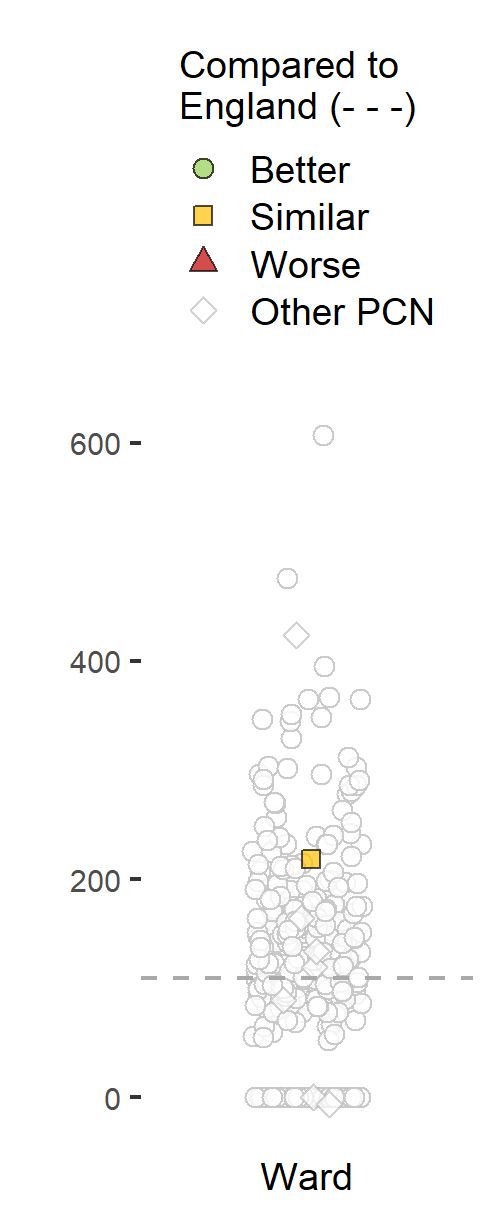 Compared to
England (- - -)
Better
Similar
Worse
Other PCN
600
400
200
0
Ward